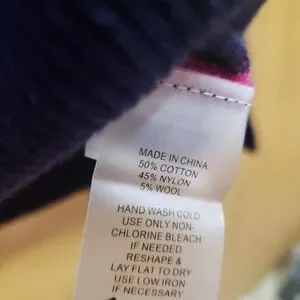 MADE IN CHINA
50% COTTON
45% NYLON
5% WOOL
HAND WASH COLD
USE ONLY NON-
CHLORINE BLEACH
IF NEEDED
RESHAPE &
LAY FLAT TO DRY
USE LOW IRON
IF NECESSARY